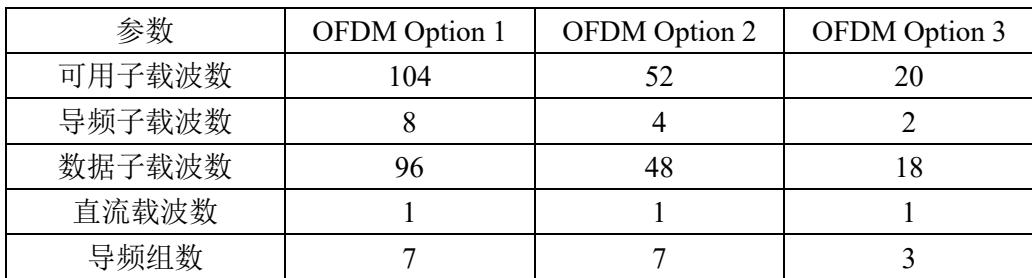 参数 OFDM Option 1 OFDM Option 2 OFDM Option 3
可用子载波数 104 52 20
导频子载波数 8 4 2
数据子载波数 96 48 18
直流载波数 1 1 1
导频组数 7 7 3